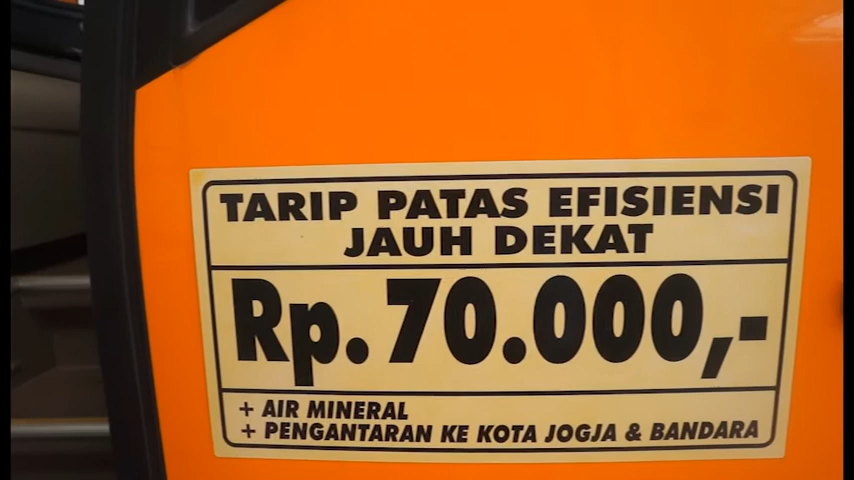 TARIP PATAS EFISIENSI
JAUH DEKAT
Rp. 70.000,-
+ AIR MINERAL
+ PENGANTARAN KE KOTA JOGJA & BANDARA